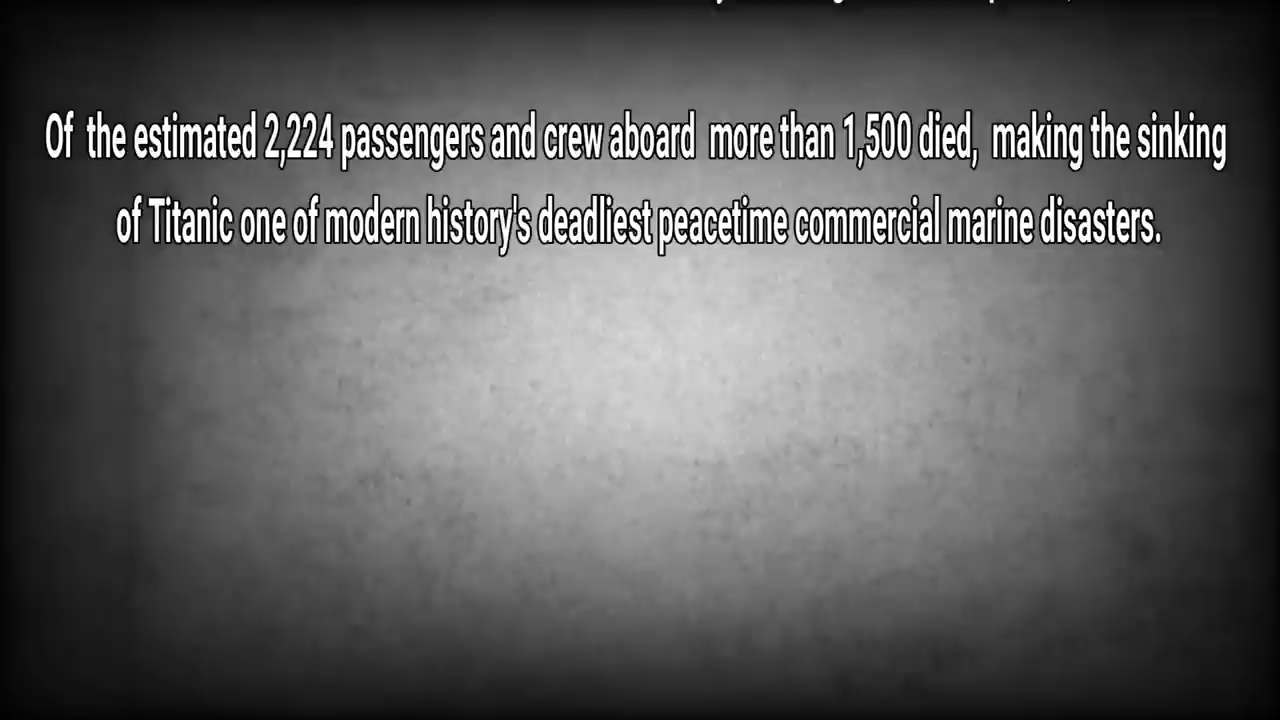 Of the estimated 2,224 passengers and crew aboard more than 1,500 died, making the sinking
of Titanic one of modern history's deadliest peacetime commercial marine disasters.